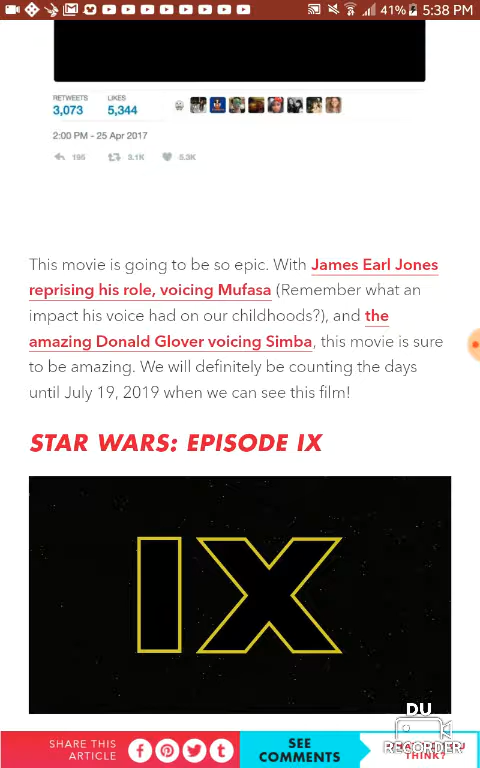 41% 5:38 PM
RETWEETS LIKES
3,073 5,344
2:00 PM - 25 Apr 2017
195 3.1K 5.3K
This movie is going to be so epic. With James Earl Jones
reprising his role, voicing Mufasa (Remember what an
impact his voice had on our childhoods?), and the
amazing Donald Glover voicing Simba, this movie is sure
to be amazing. We will definitely be counting the days
until July 19, 2019 when we can see this film!
STAR WARS: EPISODE IX
IX
DU
RECORDER
SHARE THIS
ARTICLE
SEE
COMMENTS
THINK?